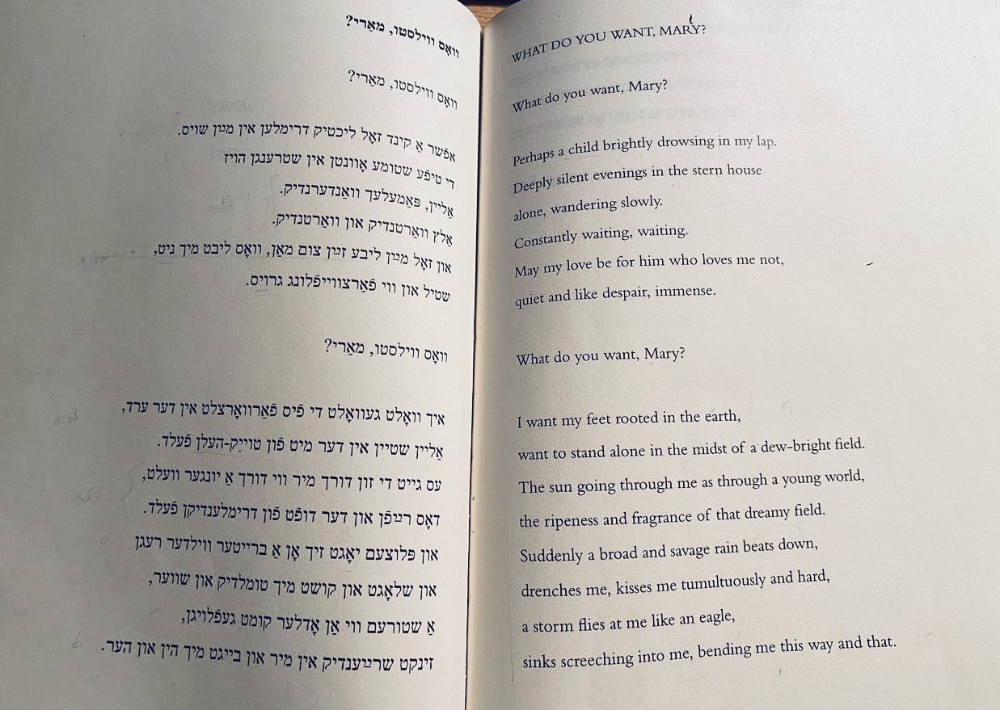 וואָס ווילסטו, מאַרי?
וואָס ווילסטו, מאַרי?
אפֿשר אַ קינד זאָל ליכטיק דרימלען אין מײַן שויס.
די טיפֿע שטומע אָוונטן אין שטרענגן הויז
אַליין, פּאַמעלעך וואַנדערנדיק.
אַלץ וואַרטנדיק און וואַרטנדיק.
און זאָל מײַן ליבע זײַן צום מאַן, וואָס ליבט מיך ניט,
שטיל און ווי פֿאַרצווייפֿלונג גרויס.
וואָס ווילסטו, מאַרי?
איך וואָלט געוואָלט די פֿיס פֿאַרוואָרצלט אין דער ערד,
אַליין שטיין אין דער מיט פֿון טוייִק-העלן פֿעלד.
עס גייט די זון דורך מיר ווי דורך אַ יונגער וועלט,
דאָס רײַפֿן און דער דופֿט פֿון דרימלענדיקן פֿעלד.
און פּלוצעם יאָגט זיך אָן אַ ברייטער ווילדער רעגן
און שלאָגט און קושט מיך טומלדיק און שווער,
אַ שטורעם ווי אַן אָדלער קומט געפֿלויגן,
זינקט שרײַענדיק אין מיר און בייגט מיך הין און הער.
WHAT DO YOU WANT, MARY?
What do you want, Mary?
Perhaps a child brightly drowsing in my lap.
Deeply silent evenings in the stern house
alone, wandering slowly.
Constantly waiting, waiting.
May my love be for him who loves me not,
quiet and like despair, immense.
What do you want, Mary?
I want my feet rooted in the earth,
want to stand alone in the midst of a dew-bright field.
The sun going through me as through a young world,
the ripeness and fragrance of that dreamy field.
Suddenly a broad and savage rain beats down,
drenches me, kisses me tumultuously and hard,
a storm flies at me like an eagle,
sinks screeching into me, bending me this way and that.